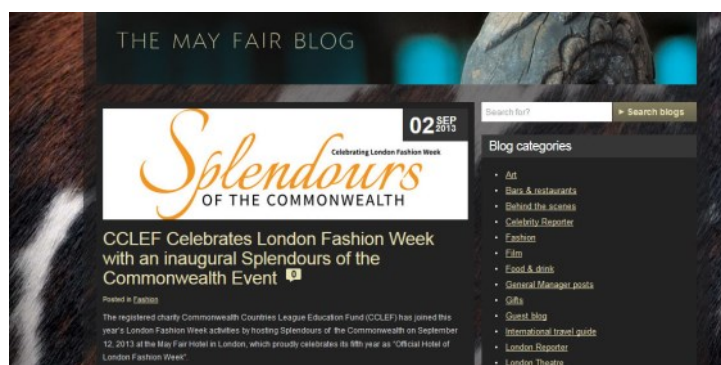 THE MAY FAIR BLOG
02 SEP 2013
Celebrating London Fashion Week
Splendours
OF THE COMMONWEALTH
CCLEF Celebrates London Fashion Week
with an inaugural Splendours of the
Commonwealth Event 0
Posted in Fashion
The registered charity Commonwealth Countries League Education Fund (CCLEF) has joined this
year's London Fashion Week activities by hosting Splendours of the Commonwealth on September
12, 2013 at the May Fair Hotel in London, which proudly celebrates its fifth year as "Official Hotel of
London Fashion Week".
Search for?
Search blogs
Blog categories
Art
Bars & restaurants
Behind the scenes
Celebrity Reporter
Fashion
Film
Food & drink
General Manager posts
Gifts
Guest blog
International travel guide
London Reporter
London Theatre